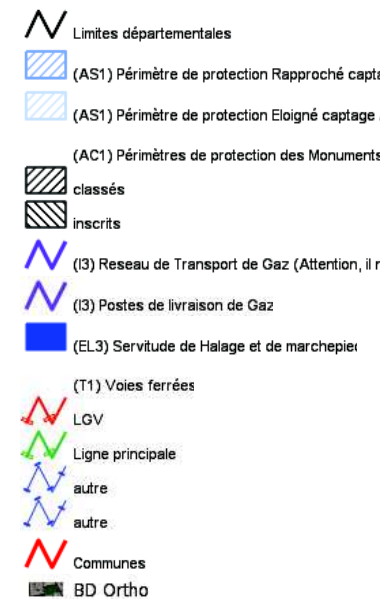 Limites départementales
(AS1) Périmètre de protection Rapproché
(AS1) Périmètre de protection Eloigné captage
(AC1) Périmètres de protection des Monuments
classés
inscrits
(I3) Reseau de Transport de Gaz (Attention, il
(I3) Postes de livraison de Gaz
(EL3) Servitude de Halage et de marchepied
(T1) Voies ferrées
LGV
Ligne principale
autre
autre
Communes
BD Ortho